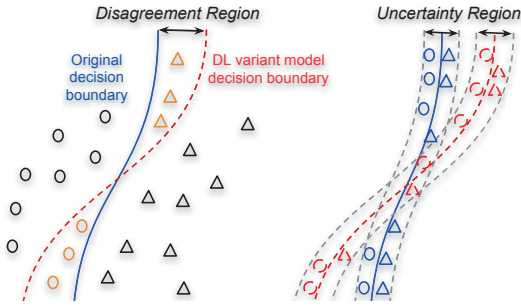 Disagreement Region
Uncertainty Region
Original
decision
boundary
DL variant model
decision boundary